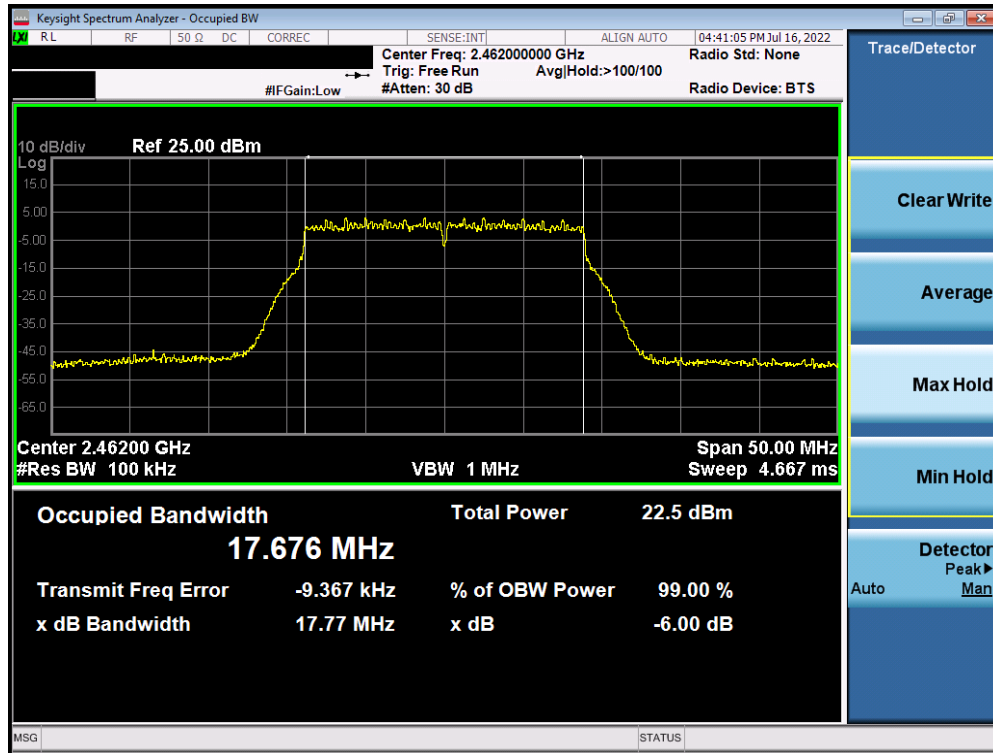 Keysight Spectrum Analyzer - Occupied BW
LXI RL RF 50 Ω DC CORREC SENSE:INT ALIGN AUTO 04:41:05 PM Jul 16, 2022
Center Freq: 2.462000000 GHz Radio Std: None
Trig: Free Run Avg|Hold:>100/100
#IFGain:Low #Atten: 30 dB Radio Device: BTS
10 dB/div Ref 25.00 dBm
Log
15.0
5.00
-5.00
-15.0
-25.0
-35.0
-45.0
-55.0
-65.0
Center 2.46200 GHz Span 50.00 MHz
#Res BW 100 kHz VBW 1 MHz Sweep 4.667 ms
Occupied Bandwidth Total Power 22.5 dBm
17.676 MHz
Transmit Freq Error -9.367 kHz % of OBW Power 99.00 %
x dB Bandwidth 17.77 MHz x dB -6.00 dB
MSG STATUS
Trace/Detector
Clear Write
Average
Max Hold
Min Hold
Detector
Peak▶
Auto Man